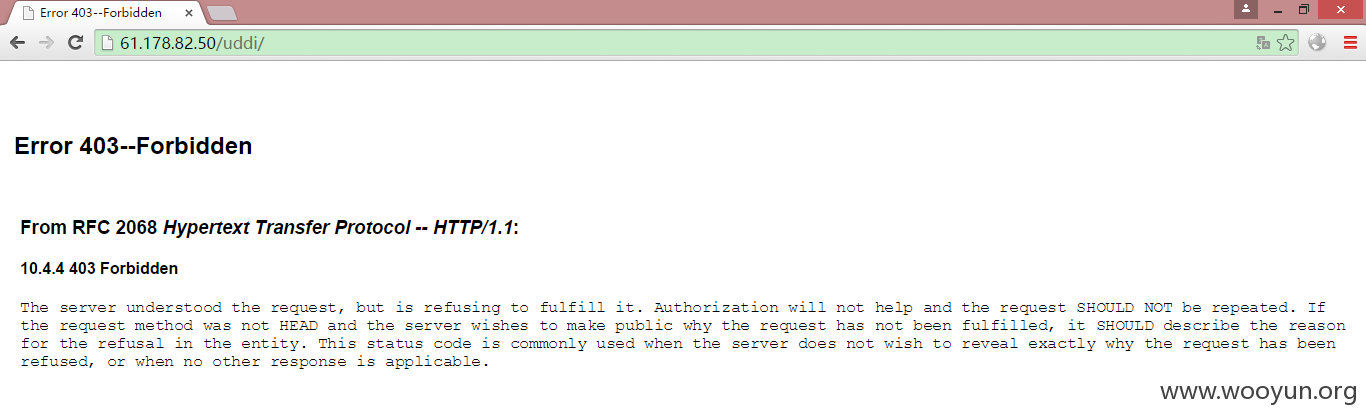 Error 403--Forbidden
61.178.82.50/uddi/
Error 403--Forbidden
From RFC 2068 Hypertext Transfer Protocol -- HTTP/1.1:
10.4.4 403 Forbidden
The server understood the request, but is refusing to fulfill it. Authorization will not help and the request SHOULD NOT be repeated. If
the request method was not HEAD and the server wishes to make public why the request has not been fulfilled, it SHOULD describe the reason
for the refusal in the entity. This status code is commonly used when the server does not wish to reveal exactly why the request has been
refused, or when no other response is applicable.
www.wooyun.org